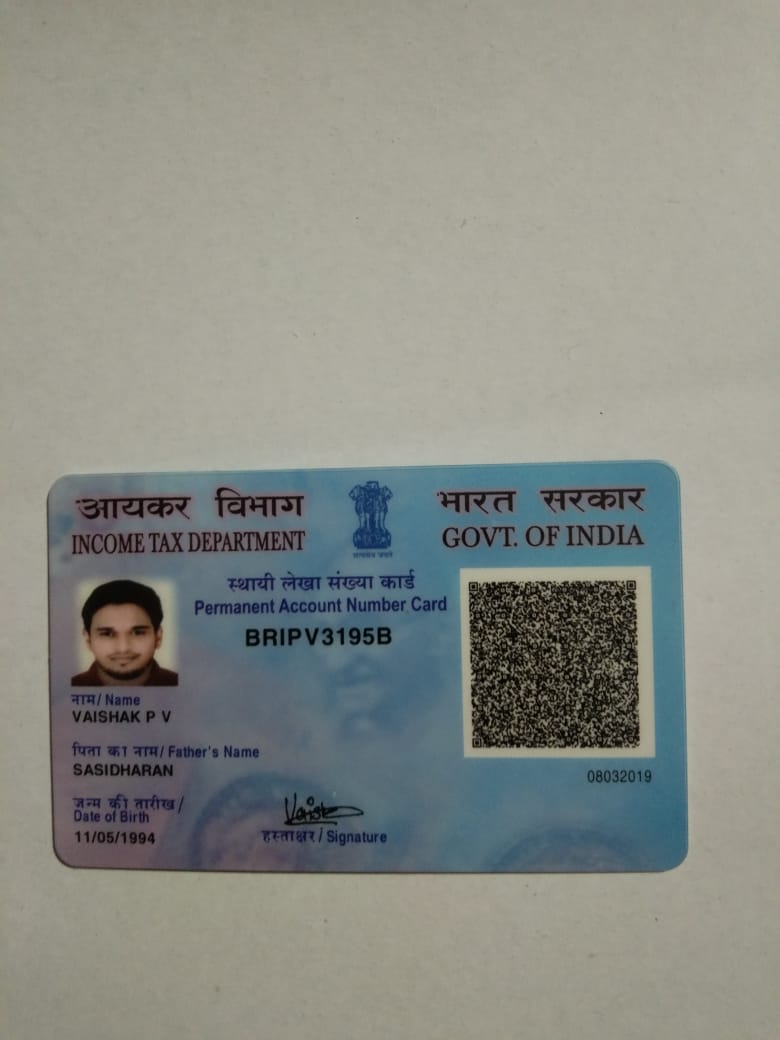 आयकर विभाग
INCOME TAX DEPARTMENT
भारत सरकार
GOVT. OF INDIA
सत्यमेव जयते
स्थायी लेखा संख्या कार्ड
Permanent Account Number Card
BRIPV3195B
नाम/ Name
VAISHAK P V
पिता का नाम/ Father's Name
SASIDHARAN
08032019
जन्म की तारीख/
Date of Birth
11/05/1994
हस्ताक्षर/ Signature